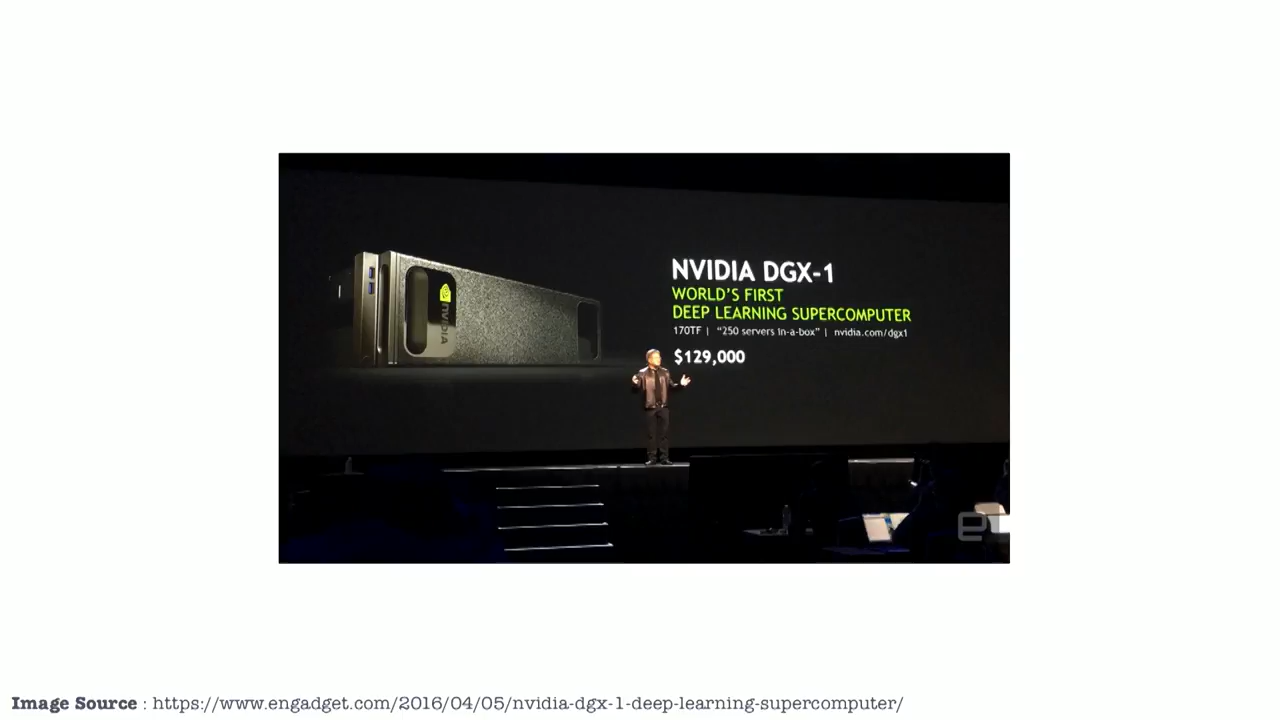 NVIDIA DGX-1
WORLD'S FIRST
DEEP LEARNING SUPERCOMPUTER
170TF | "250 servers in-a-box" | nvidia.com/dgx1
$129,000
nVIDIA
e
Image Source : https://www.engadget.com/2016/04/05/nvidia-dgx-1-deep-learning-supercomputer/